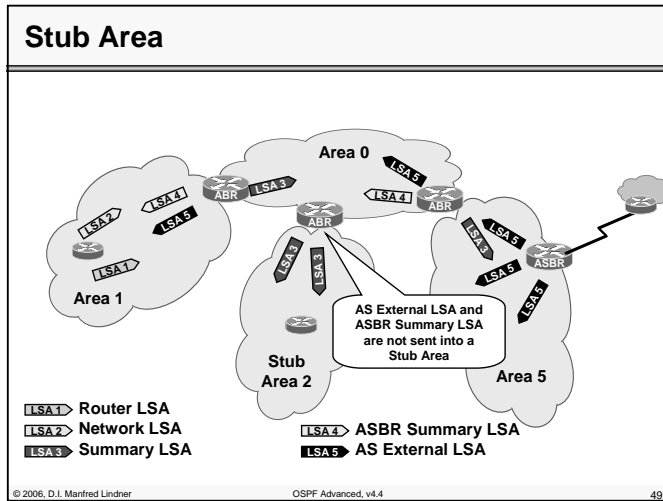 Stub Area
Area 0
LSA 5
LSA 4
LSA 3
ABR
ABR
ABR
LSA 4
LSA 2
LSA 5
LSA 1
Area 1
LSA 3
LSA 3
Stub
Area 2
AS External LSA and
ASBR Summary LSA
are not sent into a
Stub Area
LSA 3
LSA 5
LSA 5
LSA 5
ASBR
Area 5
LSA 1 Router LSA
LSA 2 Network LSA
LSA 3 Summary LSA
LSA 4 ASBR Summary LSA
LSA 5 AS External LSA
© 2006, D.I. Manfred Lindner
OSPF Advanced, v4.4
49